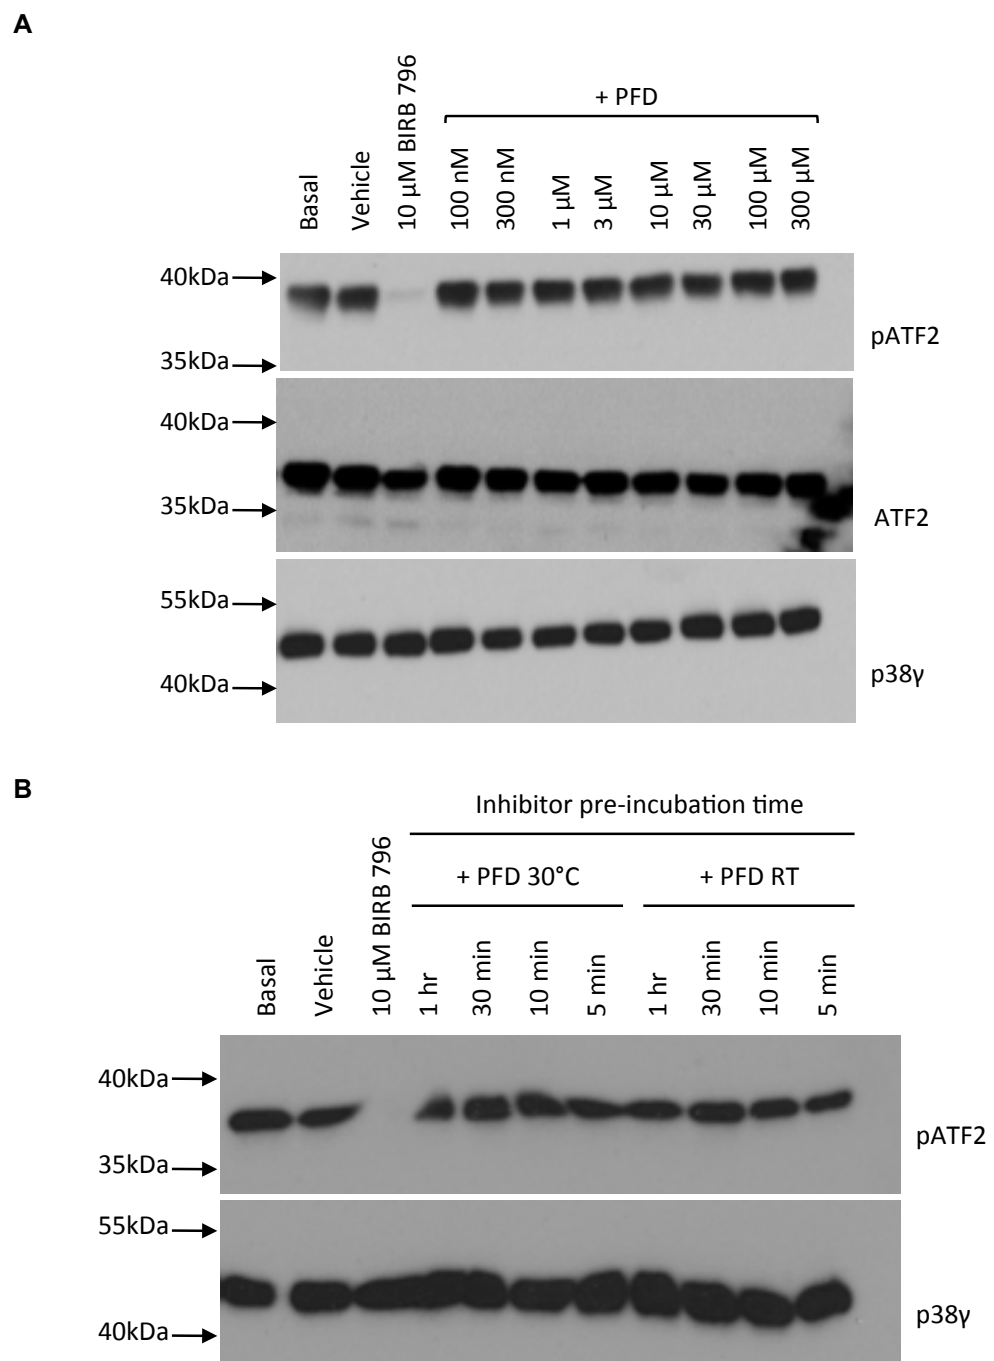 A
+ PFD
Basal
Vehicle
10 µM BIRB 796
100 nM
300 nM
1 µM
3 µM
10 µM
30 µM
100 µM
300 µM
40kDa
35kDa
pATF2
40kDa
35kDa
ATF2
55kDa
40kDa
p38γ
B
Inhibitor pre-incubation time
+ PFD 30°C
+ PFD RT
Basal
Vehicle
10 µM BIRB 796
1 hr
30 min
10 min
5 min
1 hr
30 min
10 min
5 min
40kDa
35kDa
pATF2
55kDa
40kDa
p38γ